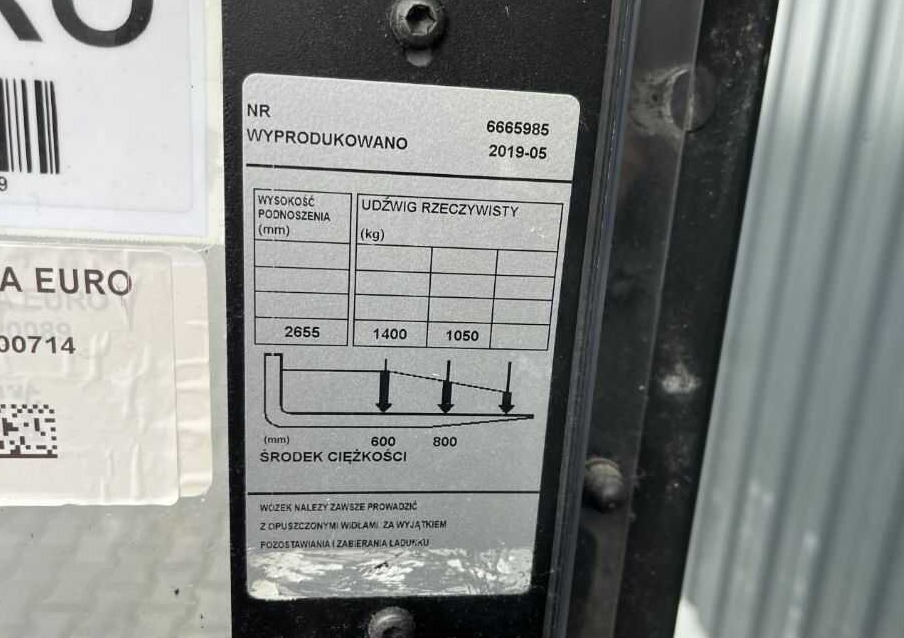 NR 6665985
WYPRODUKOWANO 2019-05
WYSOKOŚĆ
PODNOSZENIA
(mm)
UDŹWIG RZECZYWISTY
(kg)
2655 1400 1050
(mm) 600 800
ŚRODEK CIĘŻKOŚCI
WÓZEK NALEŻY ZAWSZE PROWADZIĆ
Z OPUSZCZONYMI WIDŁAMI ZA WYJĄTKIEM
POZOSTAWIANIA I ZABIERANIA ŁADUNKU
9
A EURO
00714